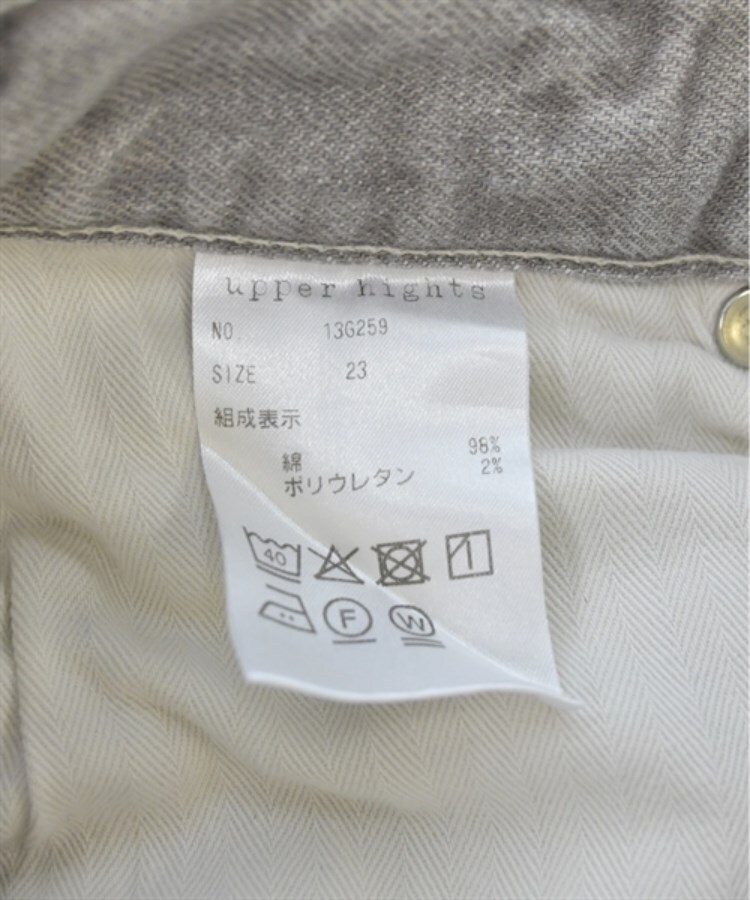 upper hights
NO. 13G259
SIZE 23
組成表示
綿 98%
ポリウレタン 2%
40
F W